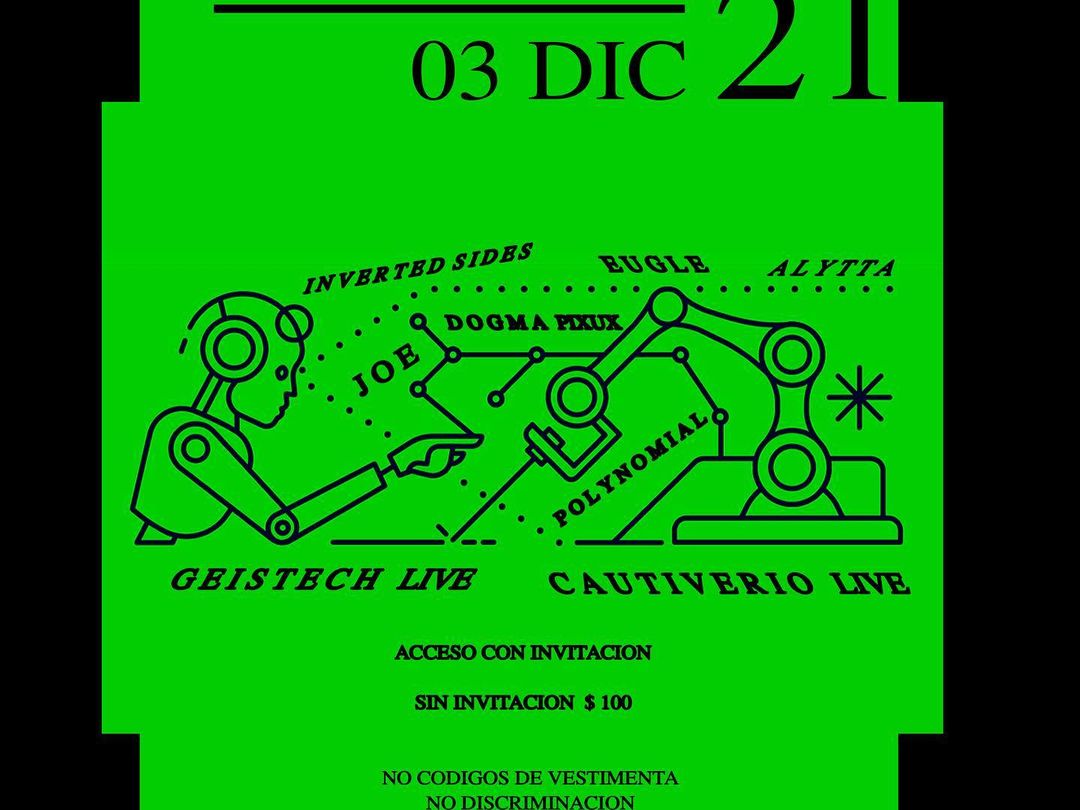 21
03 DIC
INVERTED SIDES
EUGLE
ALYTTA
DOGMA PIXUX
JOE
POLYNOMIAL
GEISTECH LIVE
CAUTIVERIO LIVE
ACCESO CON INVITACION
SIN INVITACION $ 100
NO CODIGOS DE VESTIMENTA
NO DISCRIMINACION